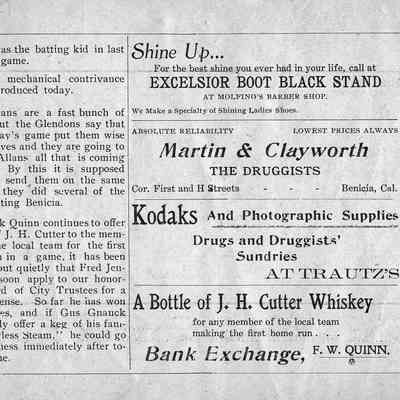 as the batting kid in last
game.
mechanical contrivance
roduced today.
ans are a fast bunch of
ut the Glendons say that
ay's game put them wise
ves and they are going to
Allans all that is coming
By this it is supposed
send them on the same
they did several of the
ting Benicia.
k Quinn continues to offer
J. H. Cutter to the mem-
he local team for the first
n in a game, it has been
out quietly that Fred Jen-
soon apply to our honor-
rd of City Trustees for a
ense. So far he has won
es, and if Gus Gnauck
ly offer a keg of his fam-
rless Steam," he could go
ness immediately after to-
me.
Shine Up...
For the best shine you ever had in your life, call at
EXCELSIOR BOOT BLACK STAND
AT MOLFINO'S BARBER SHOP.
We Make a Specialty of Shining Ladies Shoes.
ABSOLUTE RELIABILITY LOWEST PRICES ALWAYS
Martin & Clayworth
THE DRUGGISTS
Cor. First and H Streets - - - Benicia, Cal.
Kodaks And Photographic Supplies
Drugs and Druggists'
Sundries
AT TRAUTZ'S
A Bottle of J. H. Cutter Whiskey
for any member of the local team
making the first home run . . .
Bank Exchange, F. W. QUINN.